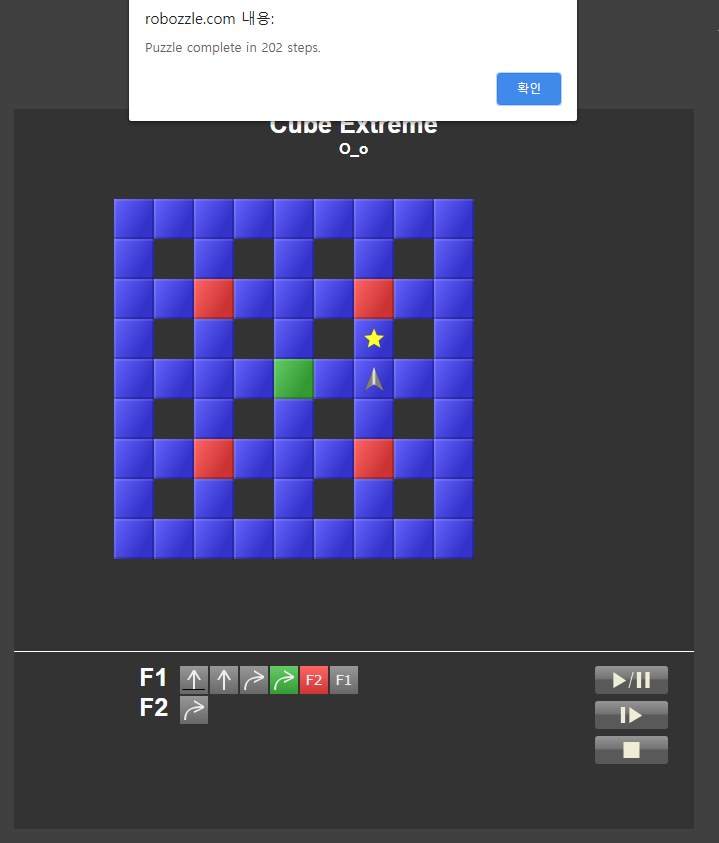 robozzle.com 내용:
Puzzle complete in 202 steps.
확인
Cube Extreme
O_o
F1 F2 F1
F2